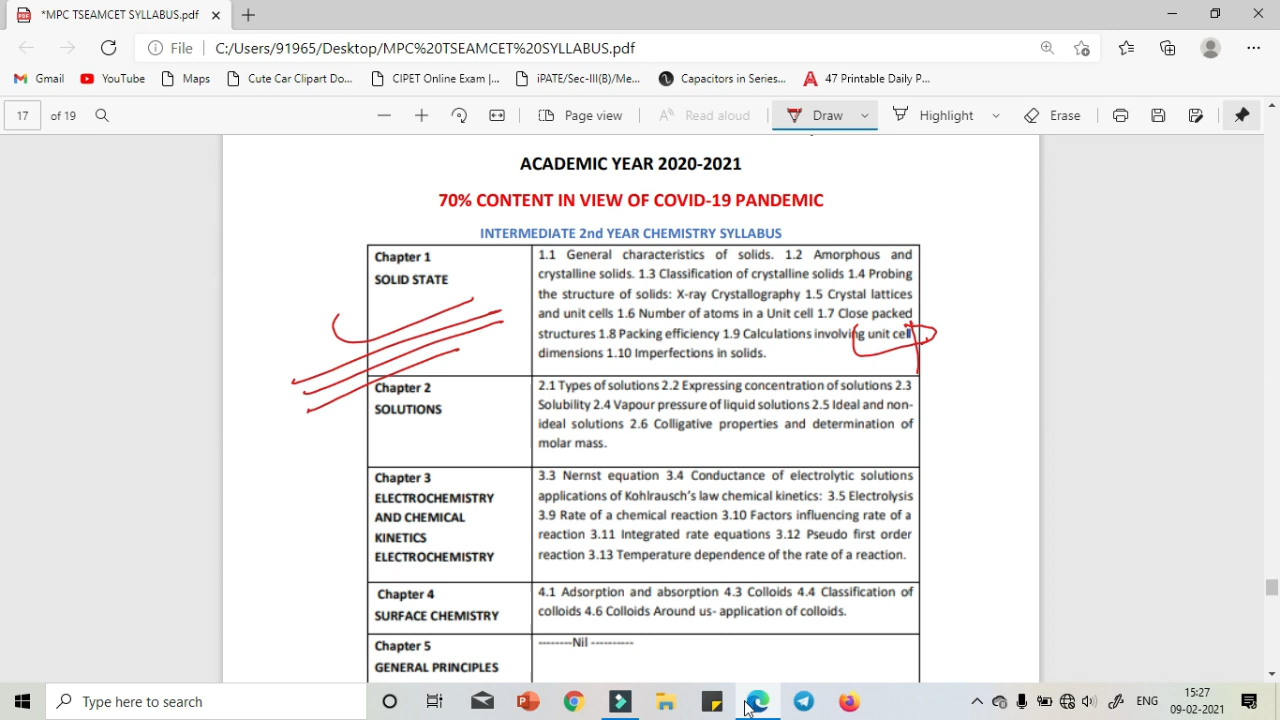 *MPC TSEAMCET SYLLABUS.pdf
File
C:/Users/91965/Desktop/MPC%20TSEAMCET%20SYLLABUS.pdf
Gmail YouTube Maps Cute Car Clipart Do... CIPET Online Exam |... iPATE/Sec-III(B)/Me... Capacitors in Series... 47 Printable Daily P...
17 of 19 Page view Read aloud Draw Highlight Erase
ACADEMIC YEAR 2020-2021
70% CONTENT IN VIEW OF COVID-19 PANDEMIC
INTERMEDIATE 2nd YEAR CHEMISTRY SYLLABUS
Chapter 1
SOLID STATE
1.1 General characteristics of solids. 1.2 Amorphous and
crystalline solids. 1.3 Classification of crystalline solids 1.4 Probing
the structure of solids: X-ray Crystallography 1.5 Crystal lattices
and unit cells 1.6 Number of atoms in a Unit cell 1.7 Close packed
structures 1.8 Packing efficiency 1.9 Calculations involving unit cell
dimensions 1.10 Imperfections in solids.
Chapter 2
SOLUTIONS
2.1 Types of solutions 2.2 Expressing concentration of solutions 2.3
Solubility 2.4 Vapour pressure of liquid solutions 2.5 Ideal and non-
ideal solutions 2.6 Colligative properties and determination of
molar mass.
Chapter 3
ELECTROCHEMISTRY
AND CHEMICAL
KINETICS
ELECTROCHEMISTRY
3.3 Nernst equation 3.4 Conductance of electrolytic solutions
applications of Kohlrausch's law chemical kinetics: 3.5 Electrolysis
3.9 Rate of a chemical reaction 3.10 Factors influencing rate of a
reaction 3.11 Integrated rate equations 3.12 Pseudo first order
reaction 3.13 Temperature dependence of the rate of a reaction.
Chapter 4
SURFACE CHEMISTRY
4.1 Adsorption and absorption 4.3 Colloids 4.4 Classification of
colloids 4.6 Colloids Around us- application of colloids.
Chapter 5
GENERAL PRINCIPLES
--------Nil ----------
Type here to search
ENG
15:27
09-02-2021